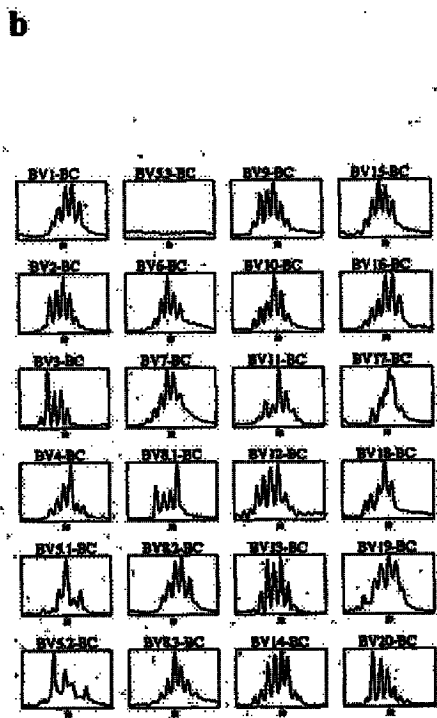 b
BV1-BC BV5.3-BC BV9-BC BV15-BC
BV2-BC BV6-BC BV10-BC BV16-BC
BV3-BC BV7-BC BV11-BC BV17-BC
BV4-BC BV8.1-BC BV12-BC BV18-BC
BV5.1-BC BV8.2-BC BV13-BC BV19-BC
BV5.2-BC BV8.3-BC BV14-BC BV20-BC